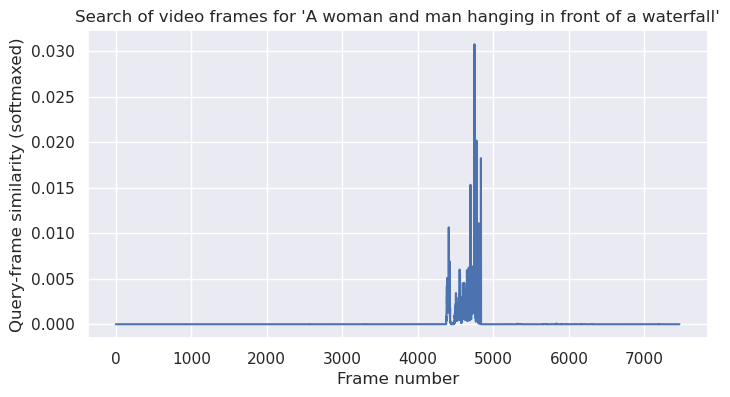 Search of video frames for 'A woman and man hanging in front of a waterfall'
Query-frame similarity (softmaxed)
0.030
0.025
0.020
0.015
0.010
0.005
0.000
0 1000 2000 3000 4000 5000 6000 7000
Frame number